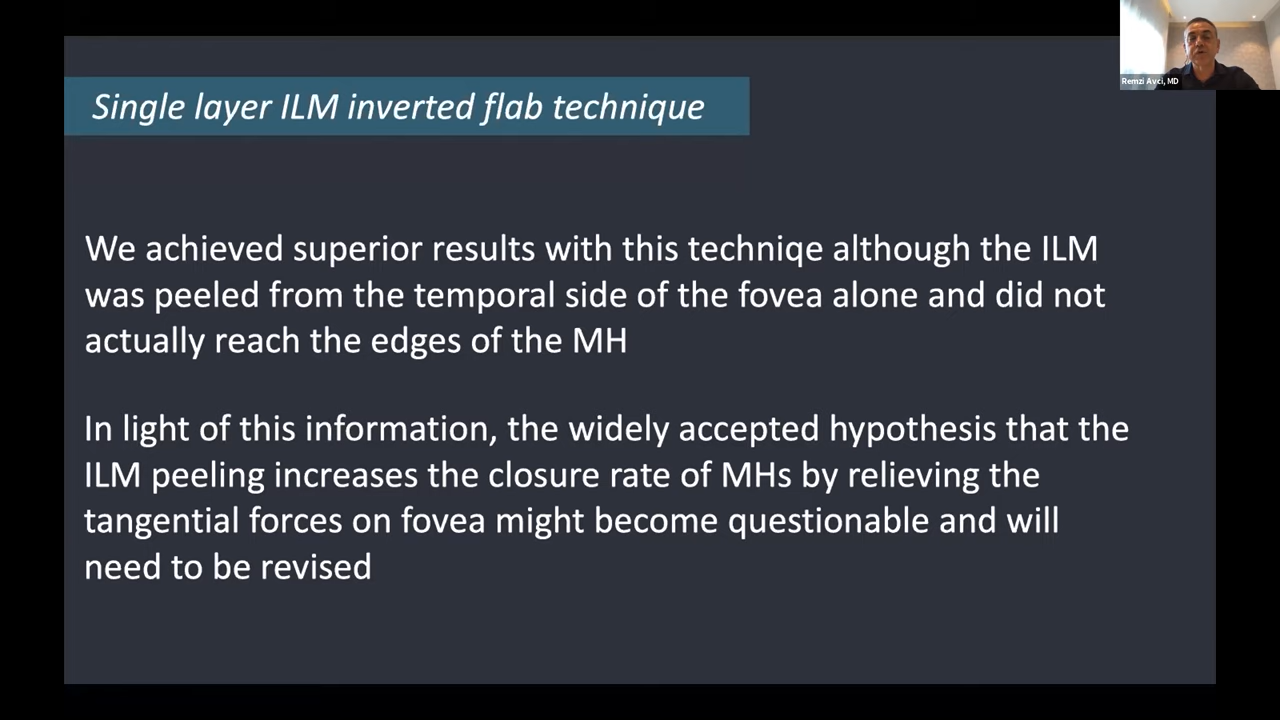 Remzi Avci, MD
Single layer ILM inverted flab technique
We achieved superior results with this techniqe although the ILM
was peeled from the temporal side of the fovea alone and did not
actually reach the edges of the MH
In light of this information, the widely accepted hypothesis that the
ILM peeling increases the closure rate of MHs by relieving the
tangential forces on fovea might become questionable and will
need to be revised